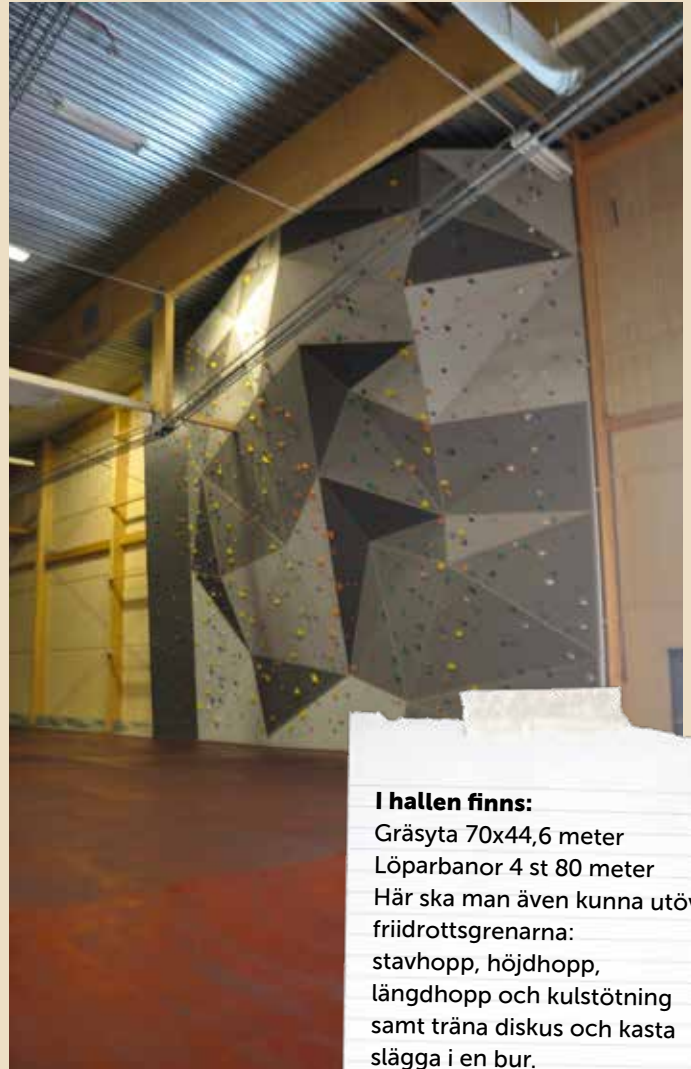 I hallen finns:
Gräsyta 70x44,6 meter
Löparbanor 4 st 80 meter
Här ska man även kunna
friidrottsgrenarna:
stavhopp, höjdhopp,
längdhopp och kulstötning
samt träna diskus och kasta
slägga i en bur.